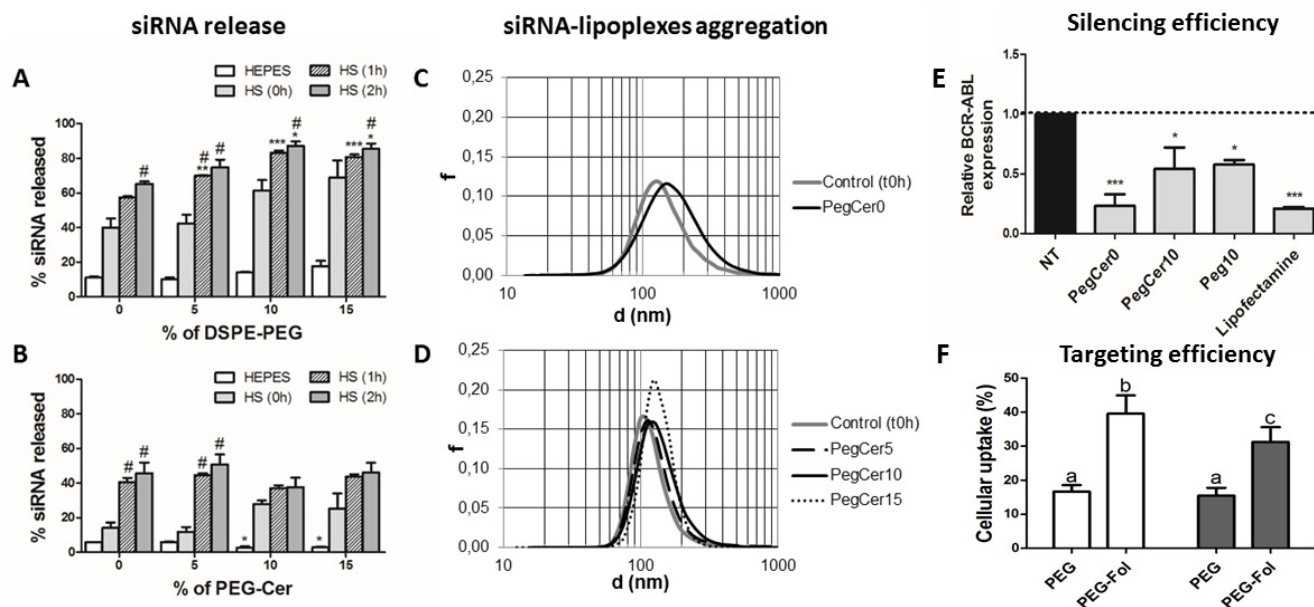 siRNA release
A
HEPES
HS (0h)
HS (1h)
HS (2h)
% siRNA released
100
80
60
40
20
0
#
#
**
#
***
#
*
***
#
*
0
5
10
15
% of DSPE-PEG
B
HEPES
HS (0h)
HS (1h)
HS (2h)
% siRNA released
100
80
60
40
20
0
#
#
#
#
*
*
0
5
10
15
% of PEG-Cer
siRNA-lipoplexes aggregation
C
f
0,25
0,20
0,15
0,10
0,05
0,00
10
100
1000
d (nm)
Control (t0h)
PegCer0
D
f
0,25
0,20
0,15
0,10
0,05
0,00
10
100
1000
d (nm)
Control (t0h)
PegCer5
PegCer10
PegCer15
Silencing efficiency
E
Relative BCR-ABL
expression
1.5
1.0
0.5
0.0
***
*
*
***
NT
PegCer0
PegCer10
Peg10
Lipofectamine
F
Targeting efficiency
Cellular uptake (%)
50
40
30
20
10
0
a
b
a
c
PEG
PEG-Fol
PEG
PEG-Fol